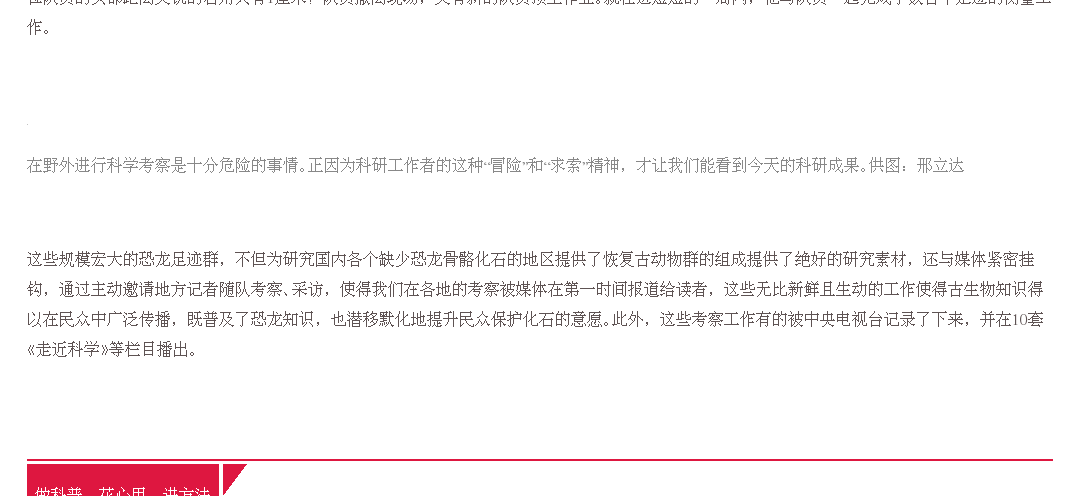 作。
在野外进行科学考察是十分危险的事情。正因为科研工作者的这种“冒险”和“求索”精神，才让我们能看到今天的科研成果。供图：邢立达
这些规模宏大的恐龙足迹群，不但为研究国内各个缺少恐龙骨骼化石的地区提供了恢复古动物群的组成提供了绝好的研究素材，还与媒体紧密挂
钩，通过主动邀请地方记者随队考察、采访，使得我们在各地的考察被媒体在第一时间报道给读者，这些无比新鲜且生动的工作使得古生物知识得
以在民众中广泛传播，既普及了恐龙知识，也潜移默化地提升民众保护化石的意愿。此外，这些考察工作有的被中央电视台记录了下来，并在10套
《走近科学》等栏目播出。
做科普 花心思 讲方法